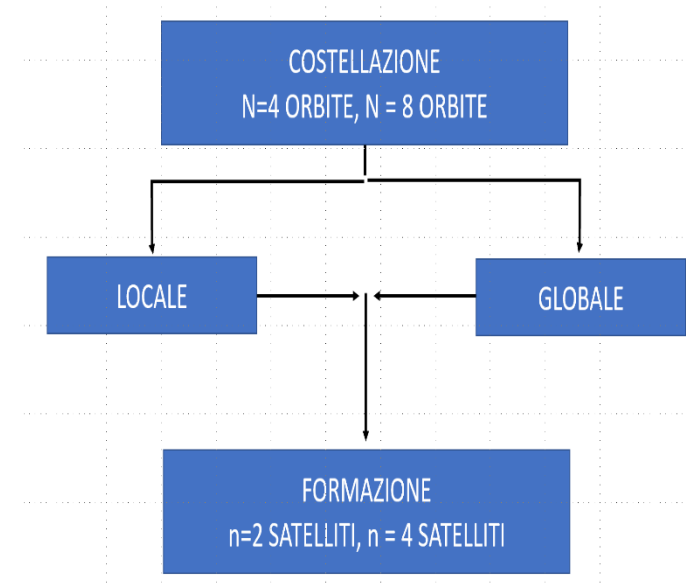 COSTELLAZIONE
N=4 ORBITE, N = 8 ORBITE
LOCALE
GLOBALE
FORMAZIONE
n=2 SATELLITI, n = 4 SATELLITI